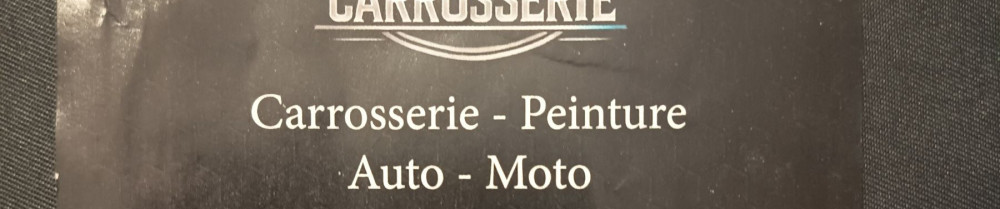 CARROSSERIE
Carrosserie - Peinture
Auto - Moto